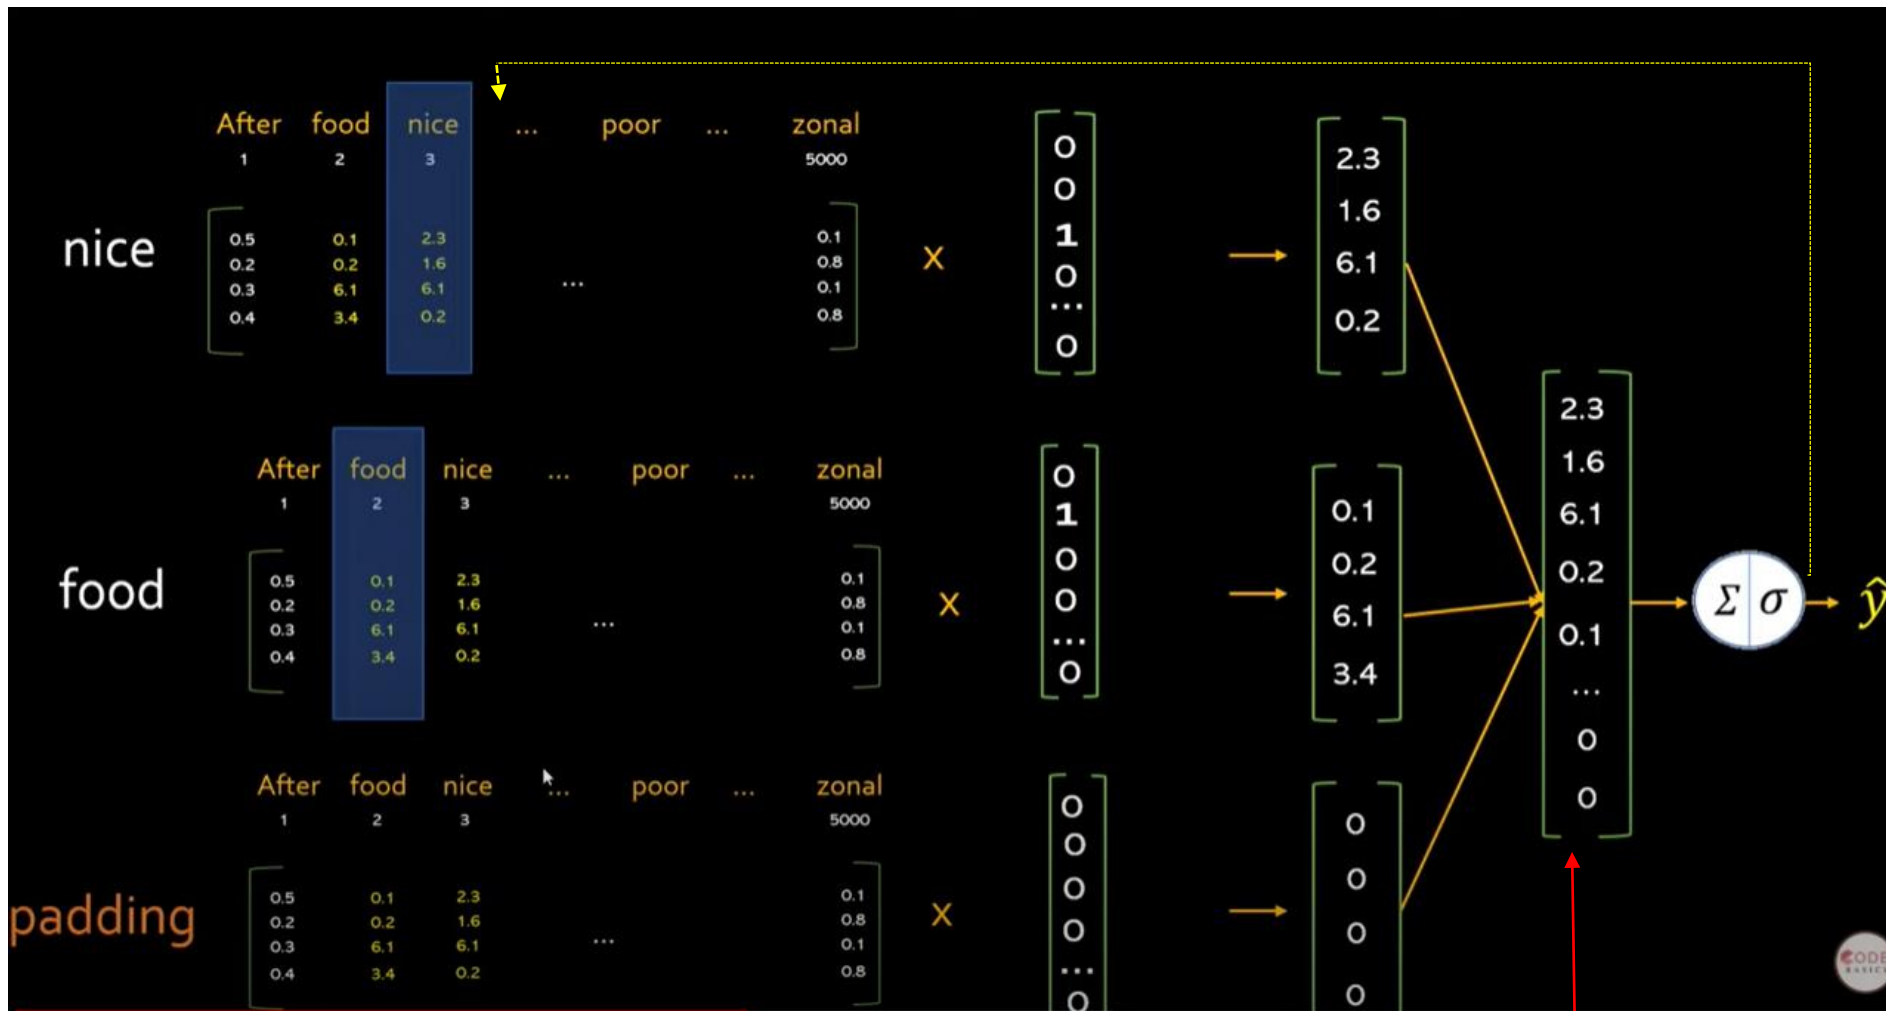 After food nice ... poor ... zonal
1 2 3 5000
nice
0.5 0.1 2.3 0.1
0.2 0.2 1.6 0.8
0.3 6.1 6.1 ... 0.1
0.4 3.4 0.2 0.8
x
0
0
1
0
...
0
2.3
1.6
6.1
0.2
After food nice ... poor ... zonal
1 2 3 5000
food
0.5 0.1 2.3 0.1
0.2 0.2 1.6 0.8
0.3 6.1 6.1 ... 0.1
0.4 3.4 0.2 0.8
x
0
1
0
0
...
0
0.1
0.2
6.1
3.4
After food nice ... poor ... zonal
1 2 3 5000
padding
0.5 0.1 2.3 0.1
0.2 0.2 1.6 0.8
0.3 6.1 6.1 ... 0.1
0.4 3.4 0.2 0.8
x
0
0
0
0
...
0
0
0
0
0
2.3
1.6
6.1
0.2
0.1
...
0
0
Σ σ
ŷ
CODE
BASICS